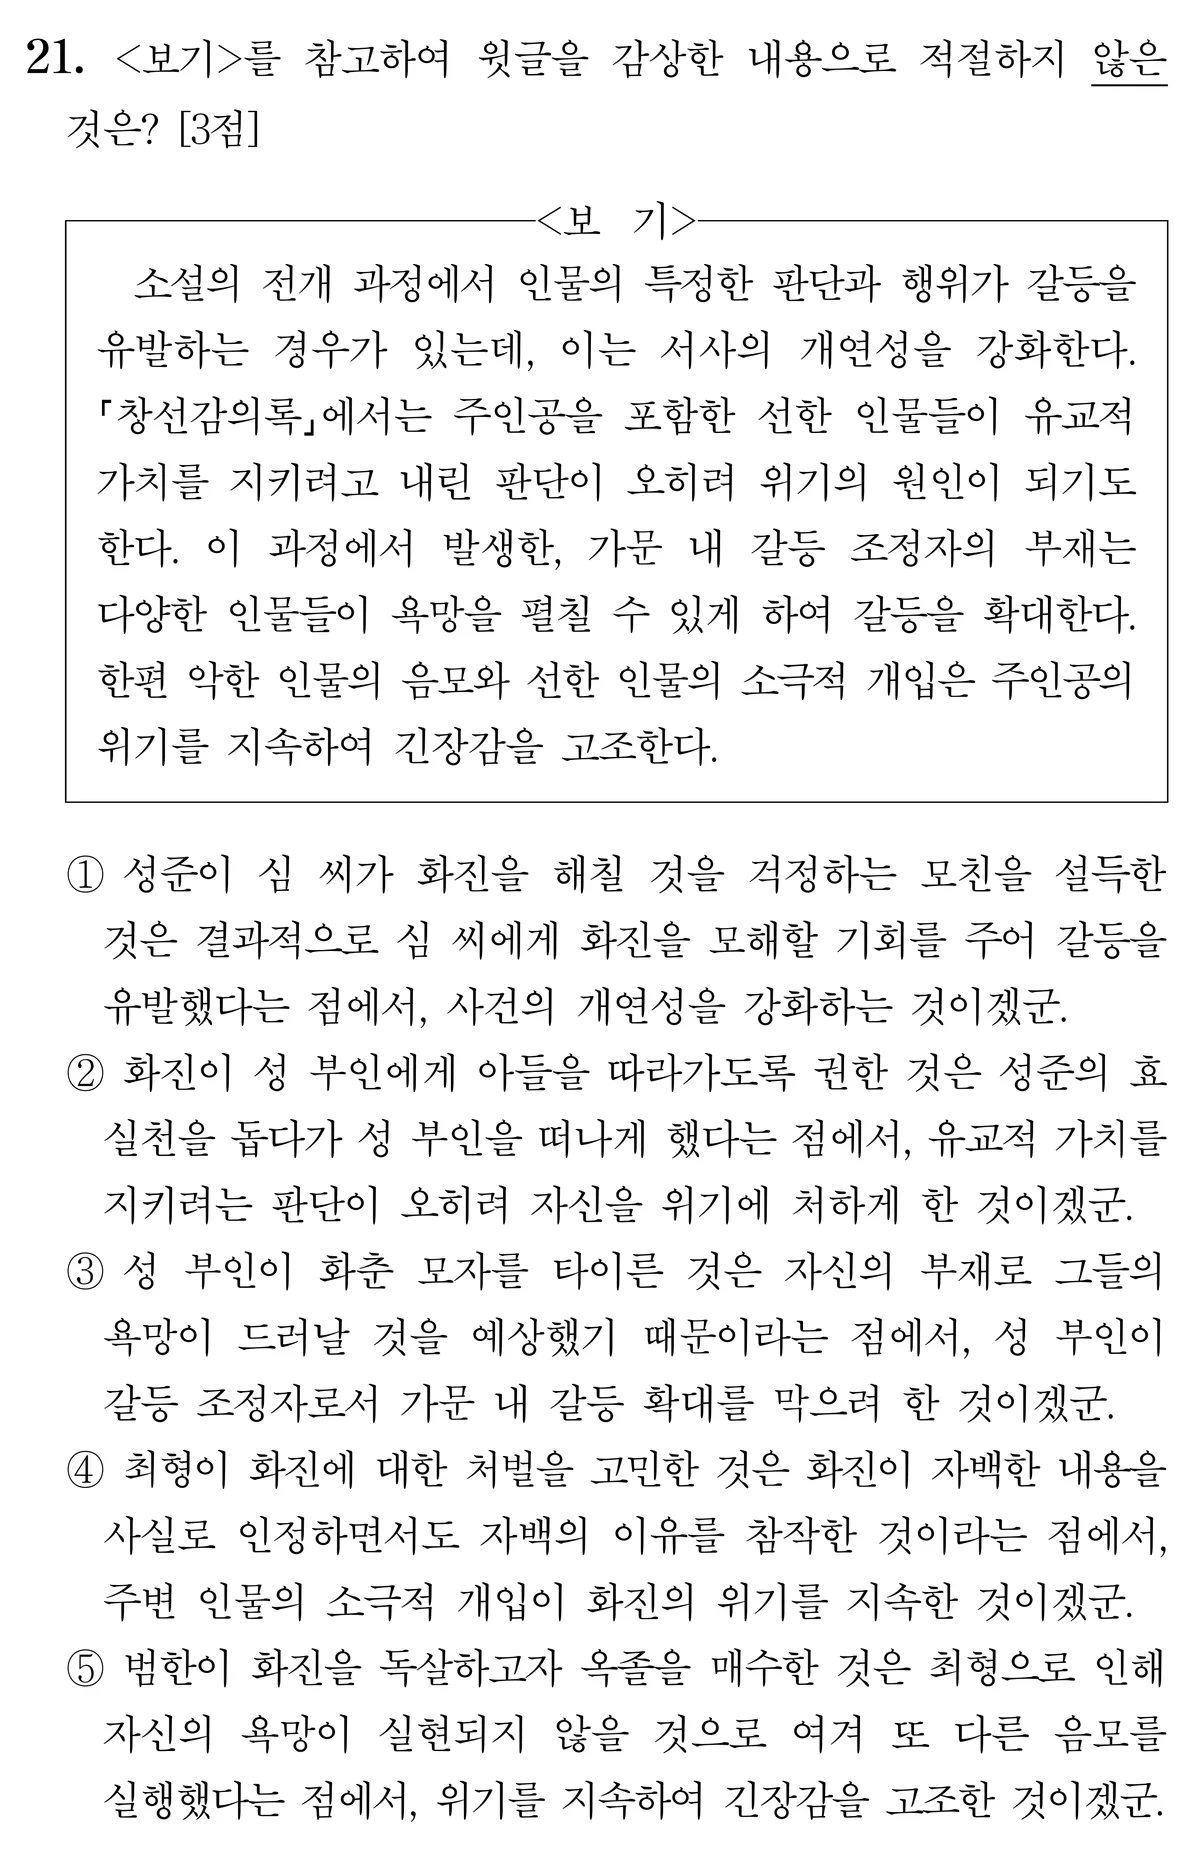 21. <보기>를 참고하여 윗글을 감상한 내용으로 적절하지 않은
것은? [3점]
<보 기>
소설의 전개 과정에서 인물의 특정한 판단과 행위가 갈등을
유발하는 경우가 있는데, 이는 서사의 개연성을 강화한다.
「창선감의록」에서는 주인공을 포함한 선한 인물들이 유교적
가치를 지키려고 내린 판단이 오히려 위기의 원인이 되기도
한다. 이 과정에서 발생한, 가문 내 갈등 조정자의 부재는
다양한 인물들이 욕망을 펼칠 수 있게 하여 갈등을 확대한다.
한편 악한 인물의 음모와 선한 인물의 소극적 개입은 주인공의
위기를 지속하여 긴장감을 고조한다.
① 성준이 심 씨가 화진을 해칠 것을 걱정하는 모친을 설득한
것은 결과적으로 심 씨에게 화진을 모해할 기회를 주어 갈등을
유발했다는 점에서, 사건의 개연성을 강화하는 것이겠군.
② 화진이 성 부인에게 아들을 따라가도록 권한 것은 성준의 효
실천을 돕다가 성 부인을 떠나게 했다는 점에서, 유교적 가치를
지키려는 판단이 오히려 자신을 위기에 처하게 한 것이겠군.
③ 성 부인이 화춘 모자를 타이른 것은 자신의 부재로 그들의
욕망이 드러날 것을 예상했기 때문이라는 점에서, 성 부인이
갈등 조정자로서 가문 내 갈등 확대를 막으려 한 것이겠군.
④ 최형이 화진에 대한 처벌을 고민한 것은 화진이 자백한 내용을
사실로 인정하면서도 자백의 이유를 참작한 것이라는 점에서,
주변 인물의 소극적 개입이 화진의 위기를 지속한 것이겠군.
⑤ 범한이 화진을 독살하고자 옥졸을 매수한 것은 최형으로 인해
자신의 욕망이 실현되지 않을 것으로 여겨 또 다른 음모를
실행했다는 점에서, 위기를 지속하여 긴장감을 고조한 것이겠군.